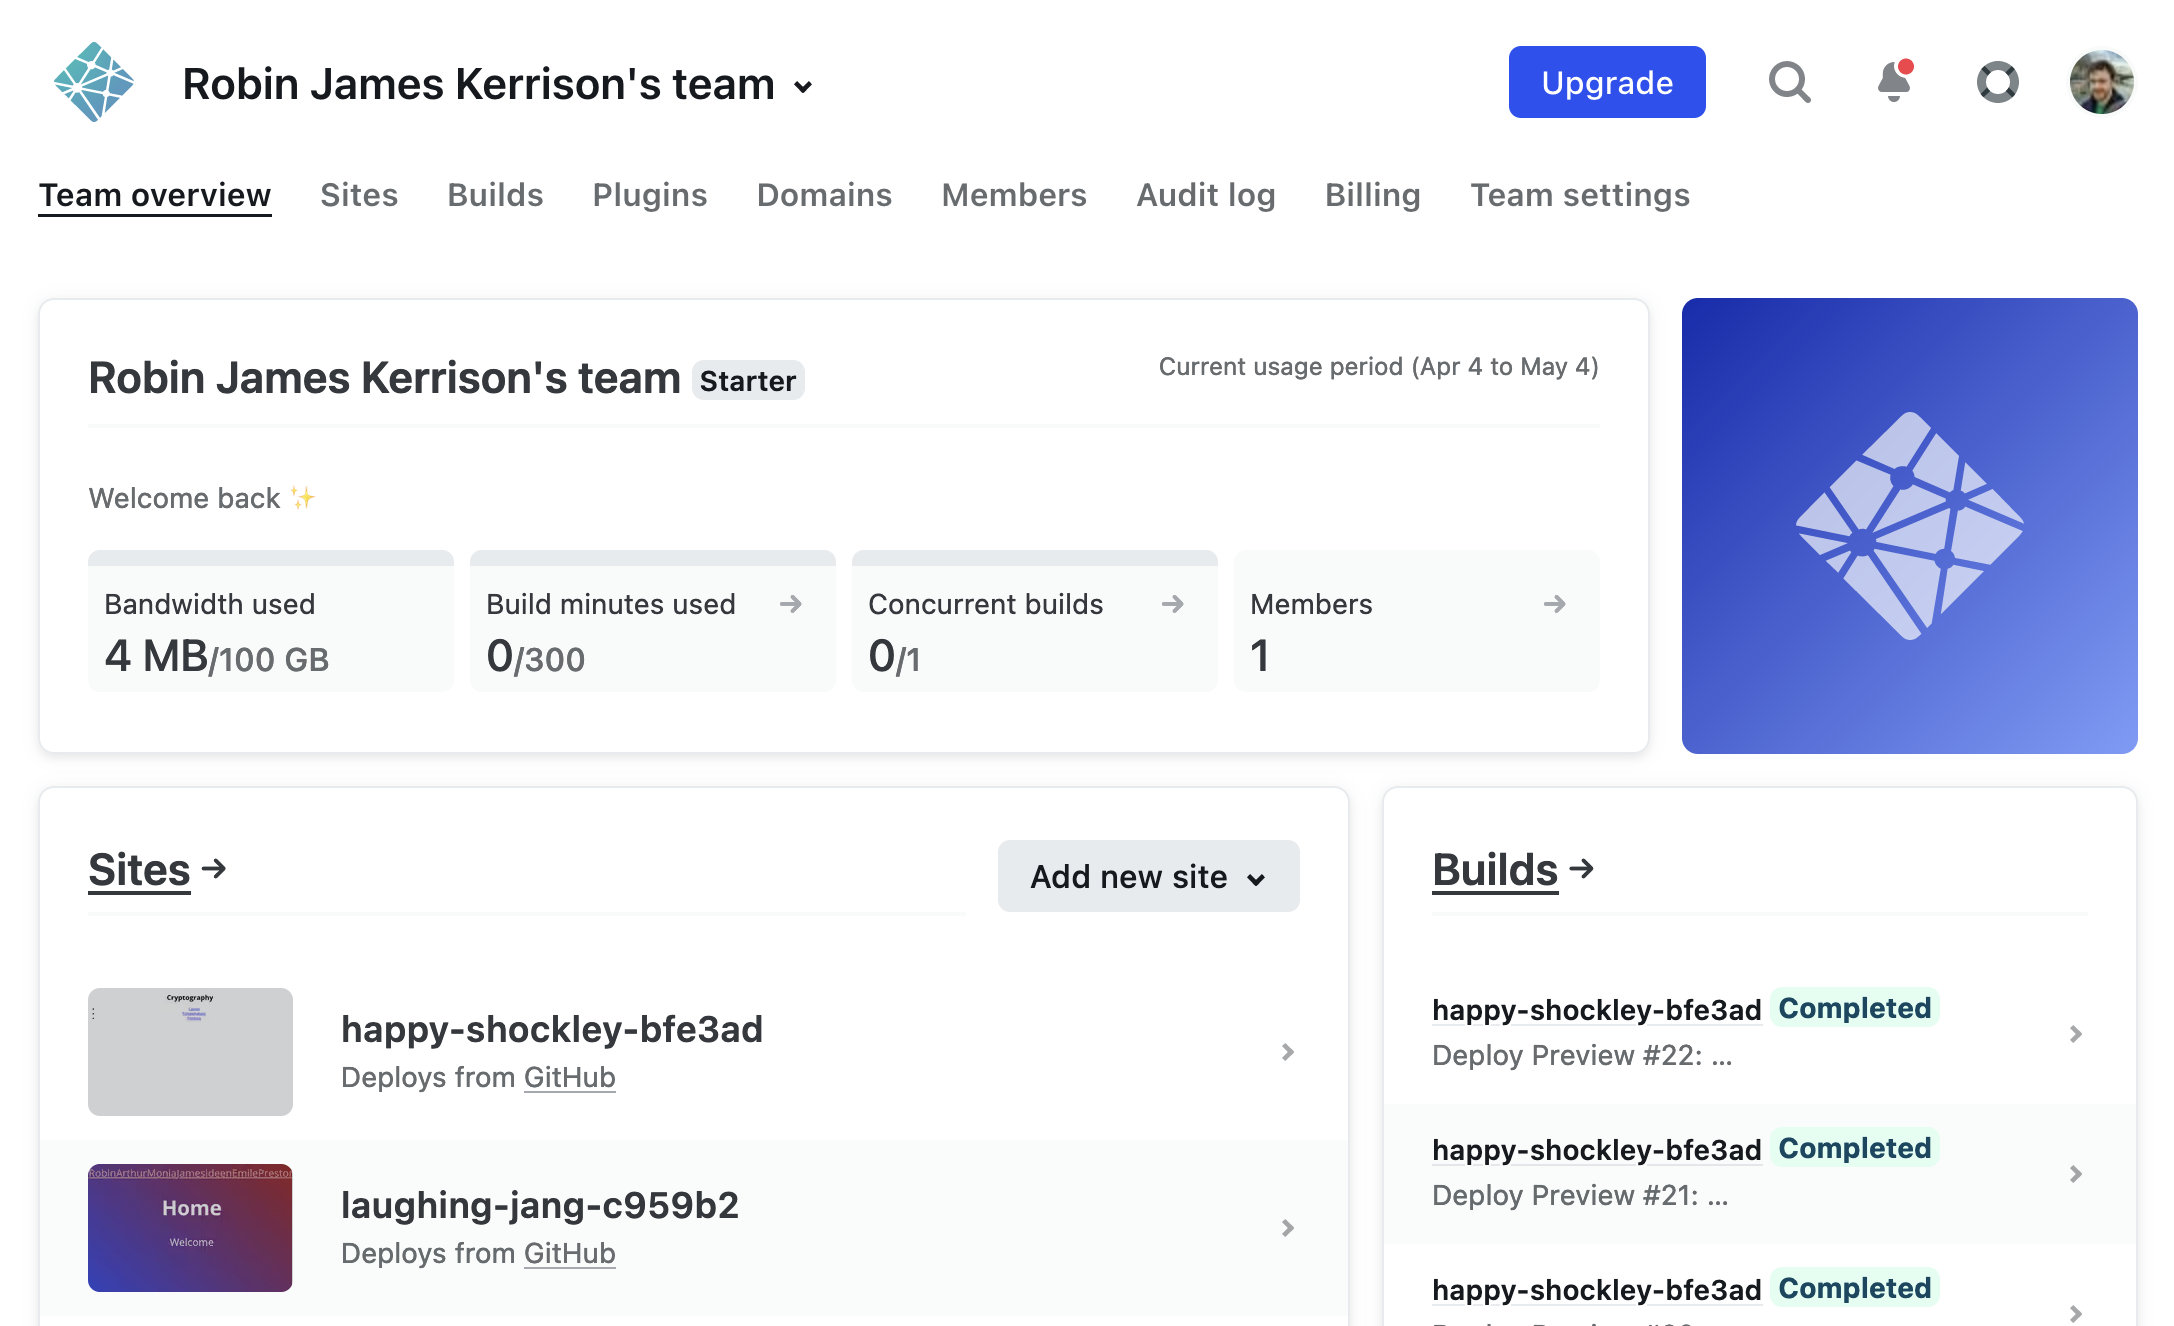 Robin James Kerrison's team
Upgrade
Team overview
Sites
Builds
Plugins
Domains
Members
Audit log
Billing
Team settings
Robin James Kerrison's team Starter
Current usage period (Apr 4 to May 4)
Welcome back ✨
Bandwidth used
4 MB/100 GB
Build minutes used
0/300
Concurrent builds
0/1
Members
1
Sites
Add new site
Cryptography
happy-shockley-bfe3ad
Deploys from GitHub
RobinArthurMoniaJamesideenEmilePreston
Home
Welcome
laughing-jang-c959b2
Deploys from GitHub
Builds
happy-shockley-bfe3ad Completed
Deploy Preview #22: ...
happy-shockley-bfe3ad Completed
Deploy Preview #21: ...
happy-shockley-bfe3ad Completed